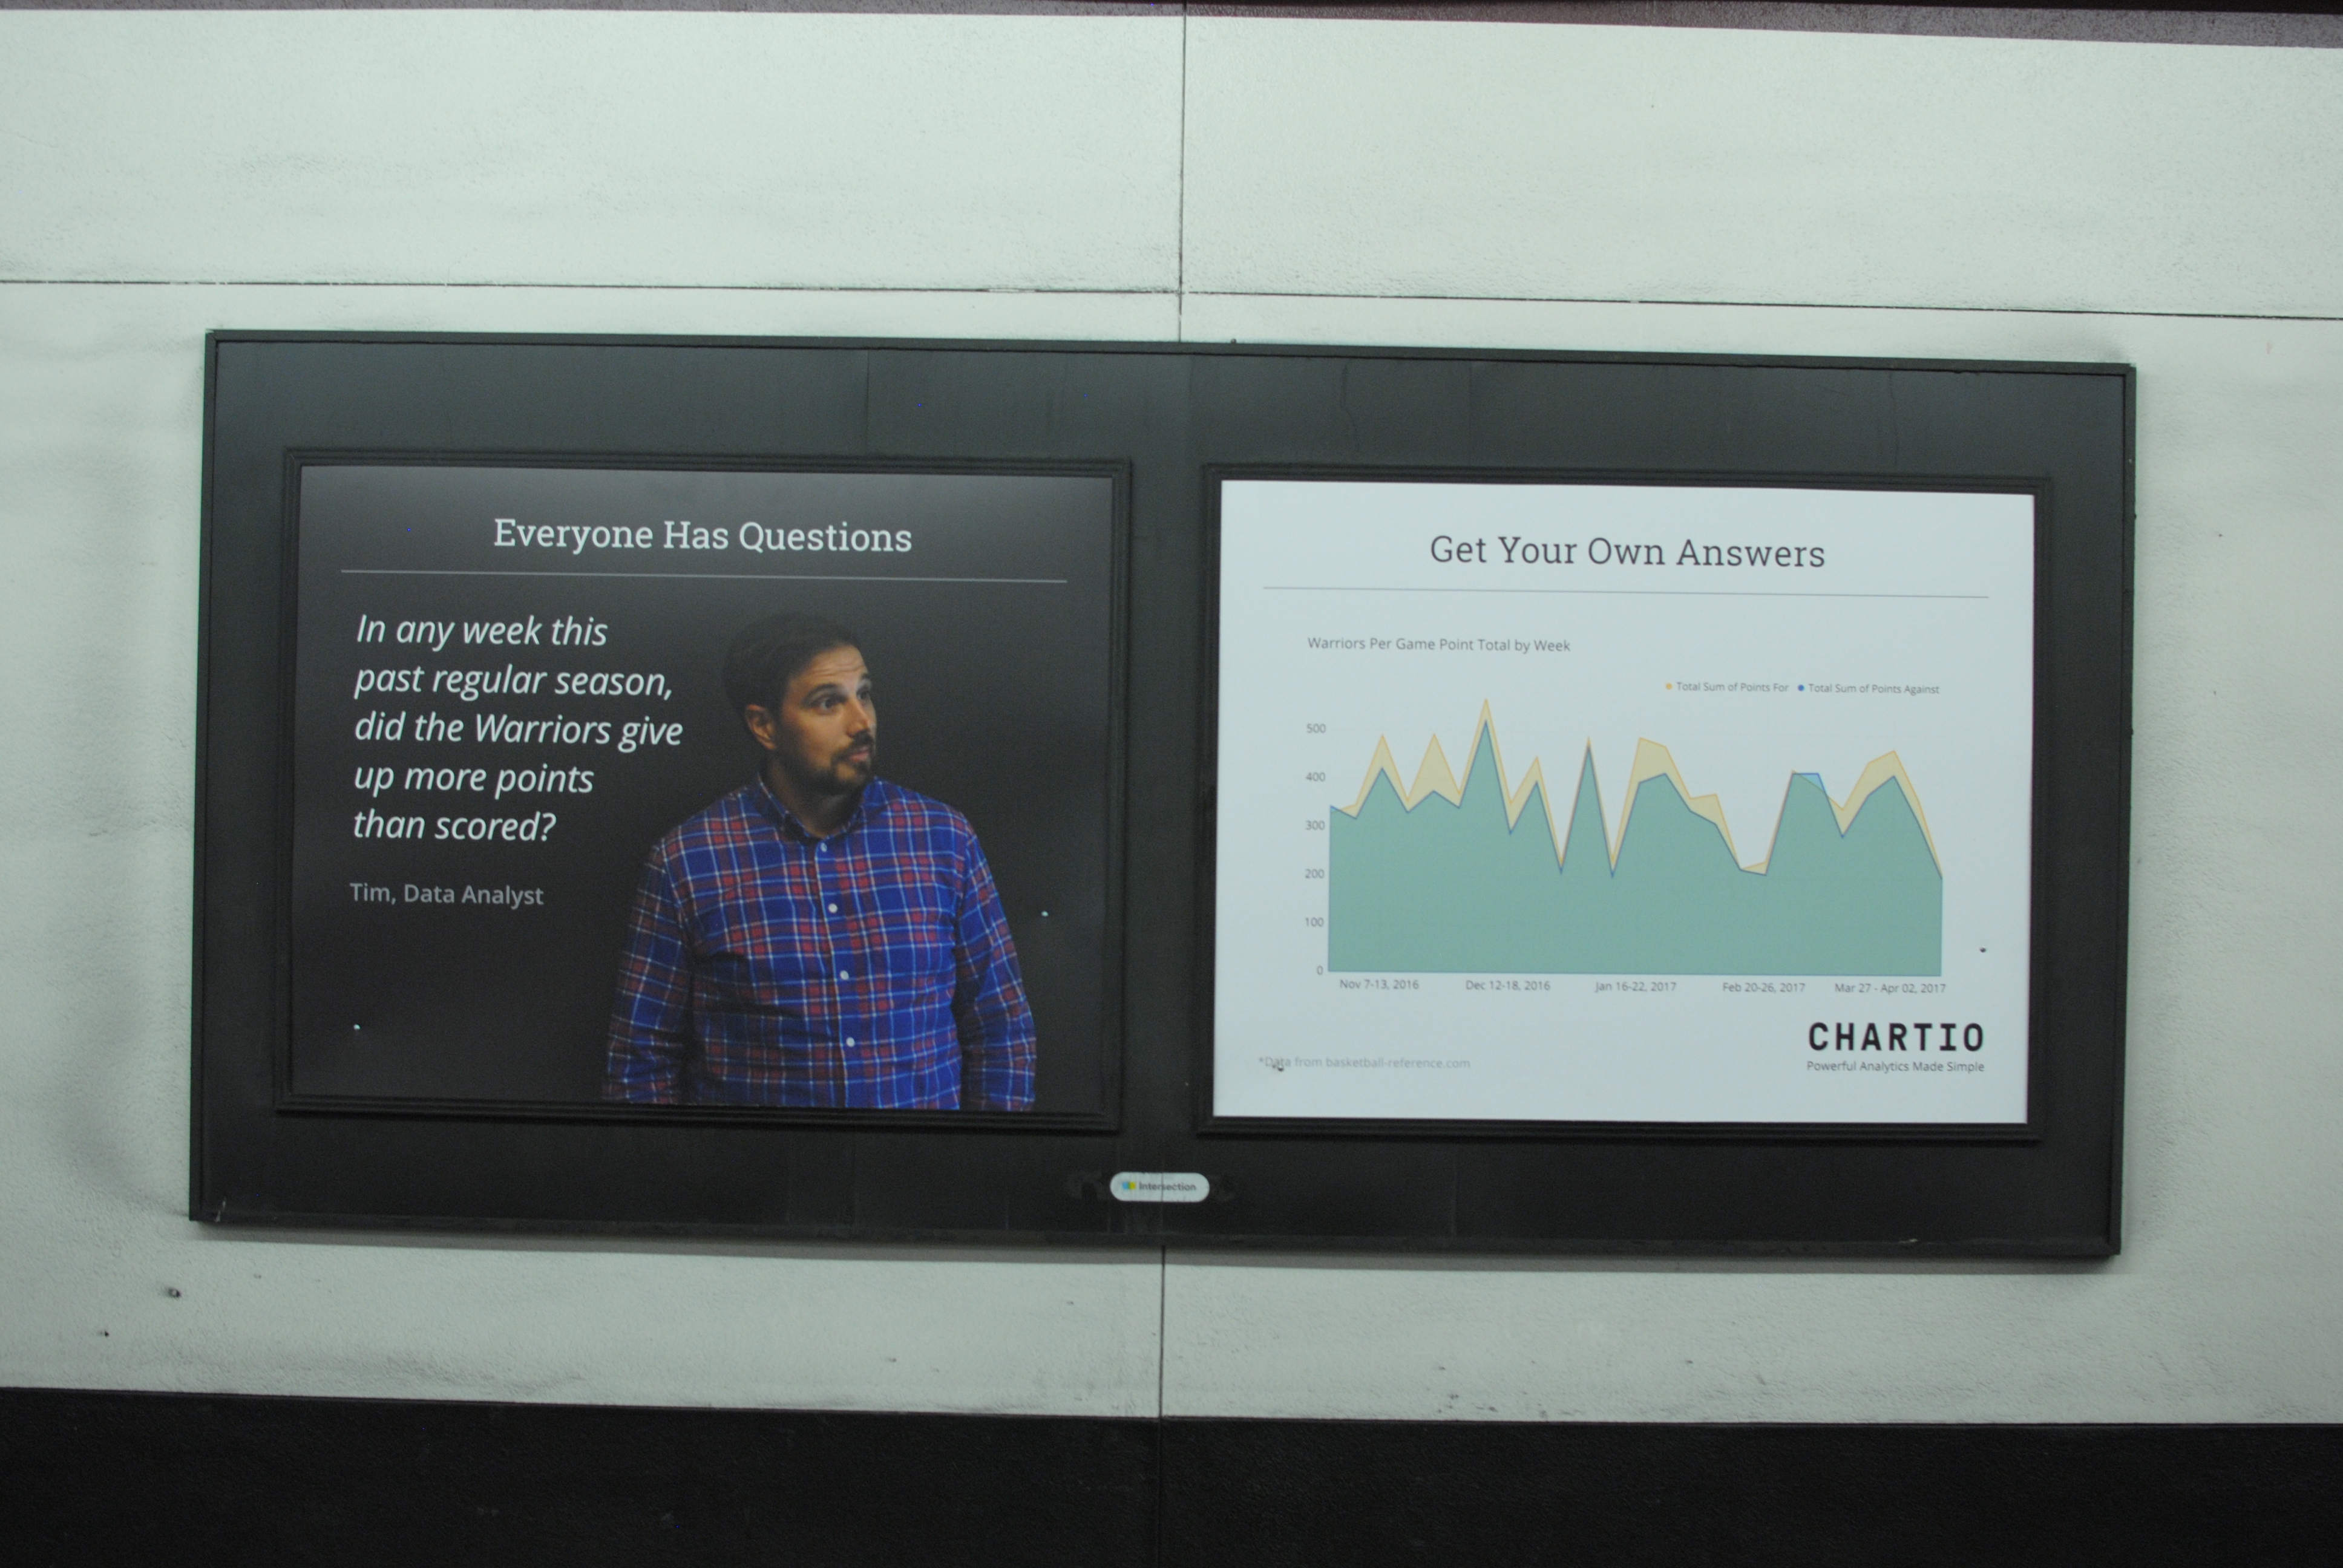 Everyone Has Questions
In any week this
past regular season,
did the Warriors give
up more points
than scored?
Tim, Data Analyst
Get Your Own Answers
Warriors Per Game Point Total by Week
Total Sum of Points For Total Sum of Points Against
500
400
300
200
100
0
Nov 7-13, 2016 Dec 12-18, 2016 Jan 16-22, 2017 Feb 20-26, 2017 Mar 27 - Apr 02, 2017
CHARTIO
Powerful Analytics Made Simple
*Data from basketball-reference.com
Intersection